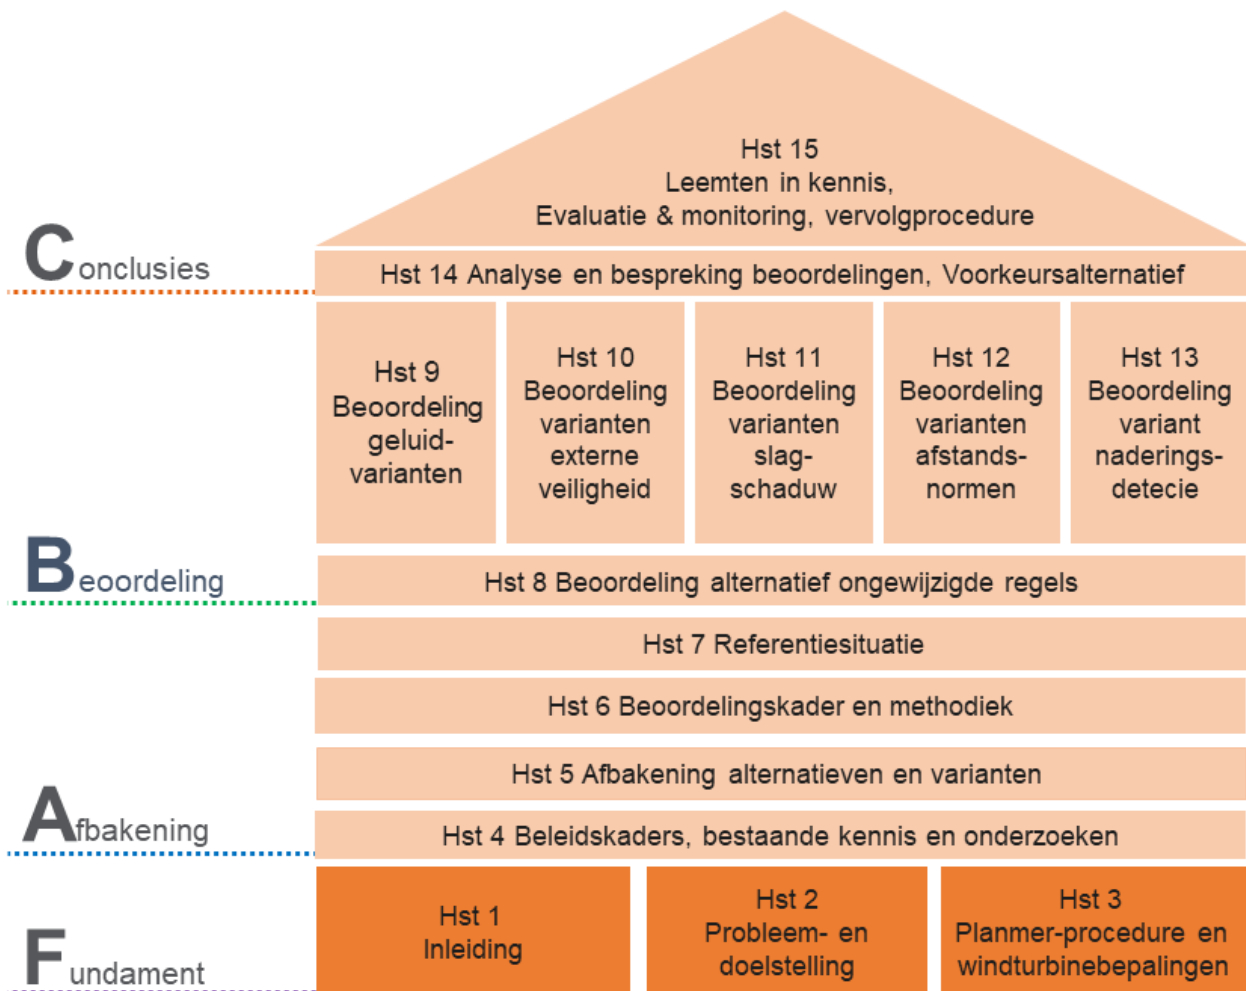 Hst 15
Leemten in kennis,
Evaluatie & monitoring, vervolgprocedure
Conclusies
Hst 14 Analyse en bespreking beoordelingen, Voorkeursalternatief
Hst 9
Beoordeling
geluid-
varianten
Hst 10
Beoordeling
varianten
externe
veiligheid
Hst 11
Beoordeling
varianten
slag-
schaduw
Hst 12
Beoordeling
varianten
afstands-
normen
Hst 13
Beoordeling
variant
naderings-
detecie
Beoordeling
Hst 8 Beoordeling alternatief ongewijzigde regels
Hst 7 Referentiesituatie
Hst 6 Beoordelingskader en methodiek
Hst 5 Afbakening alternatieven en varianten
Afbakening
Hst 4 Beleidskaders, bestaande kennis en onderzoeken
Fundament
Hst 1
Inleiding
Hst 2
Probleem- en
doelstelling
Hst 3
Planmer-procedure en
windturbinebepalingen